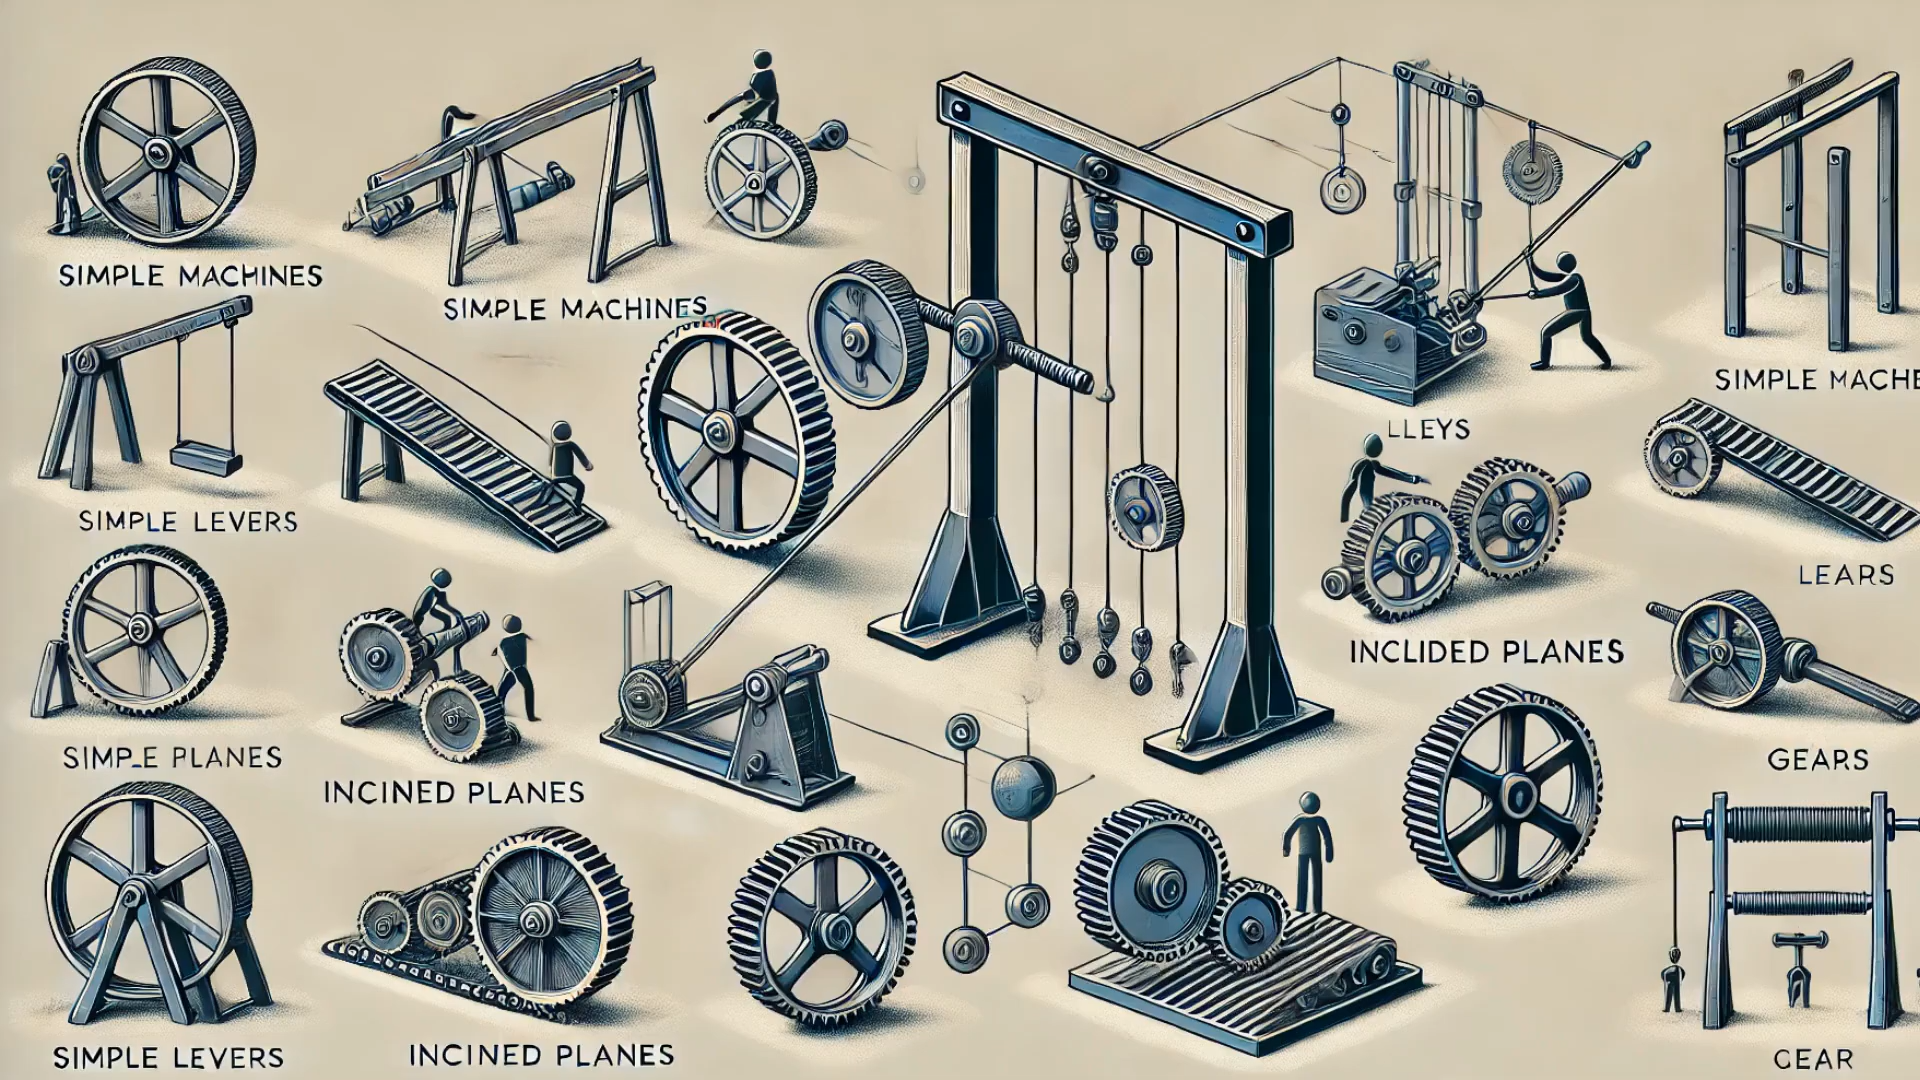 SIMPLE MACHINES
SIMPLE MACHINES
SIMPLE MACHE
LLEYS
SIMPLE LEVERS
LEARS
INCLIDED PLANES
SIMPLE PLANES
GEARS
INCINED PLANES
SIMPLE LEVERS
INCINED PLANES
GEAR